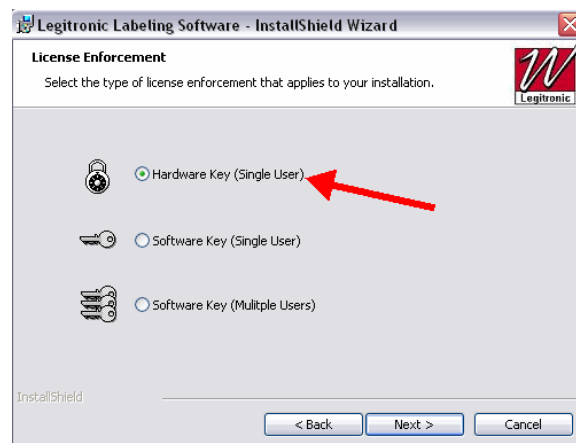 Legitronic Labeling Software - InstallShield Wizard
License Enforcement
Select the type of license enforcement that applies to your installation.
Legitronic
Hardware Key (Single User)
Software Key (Single User)
Software Key (Mulitple Users)
InstallShield
< Back Next > Cancel